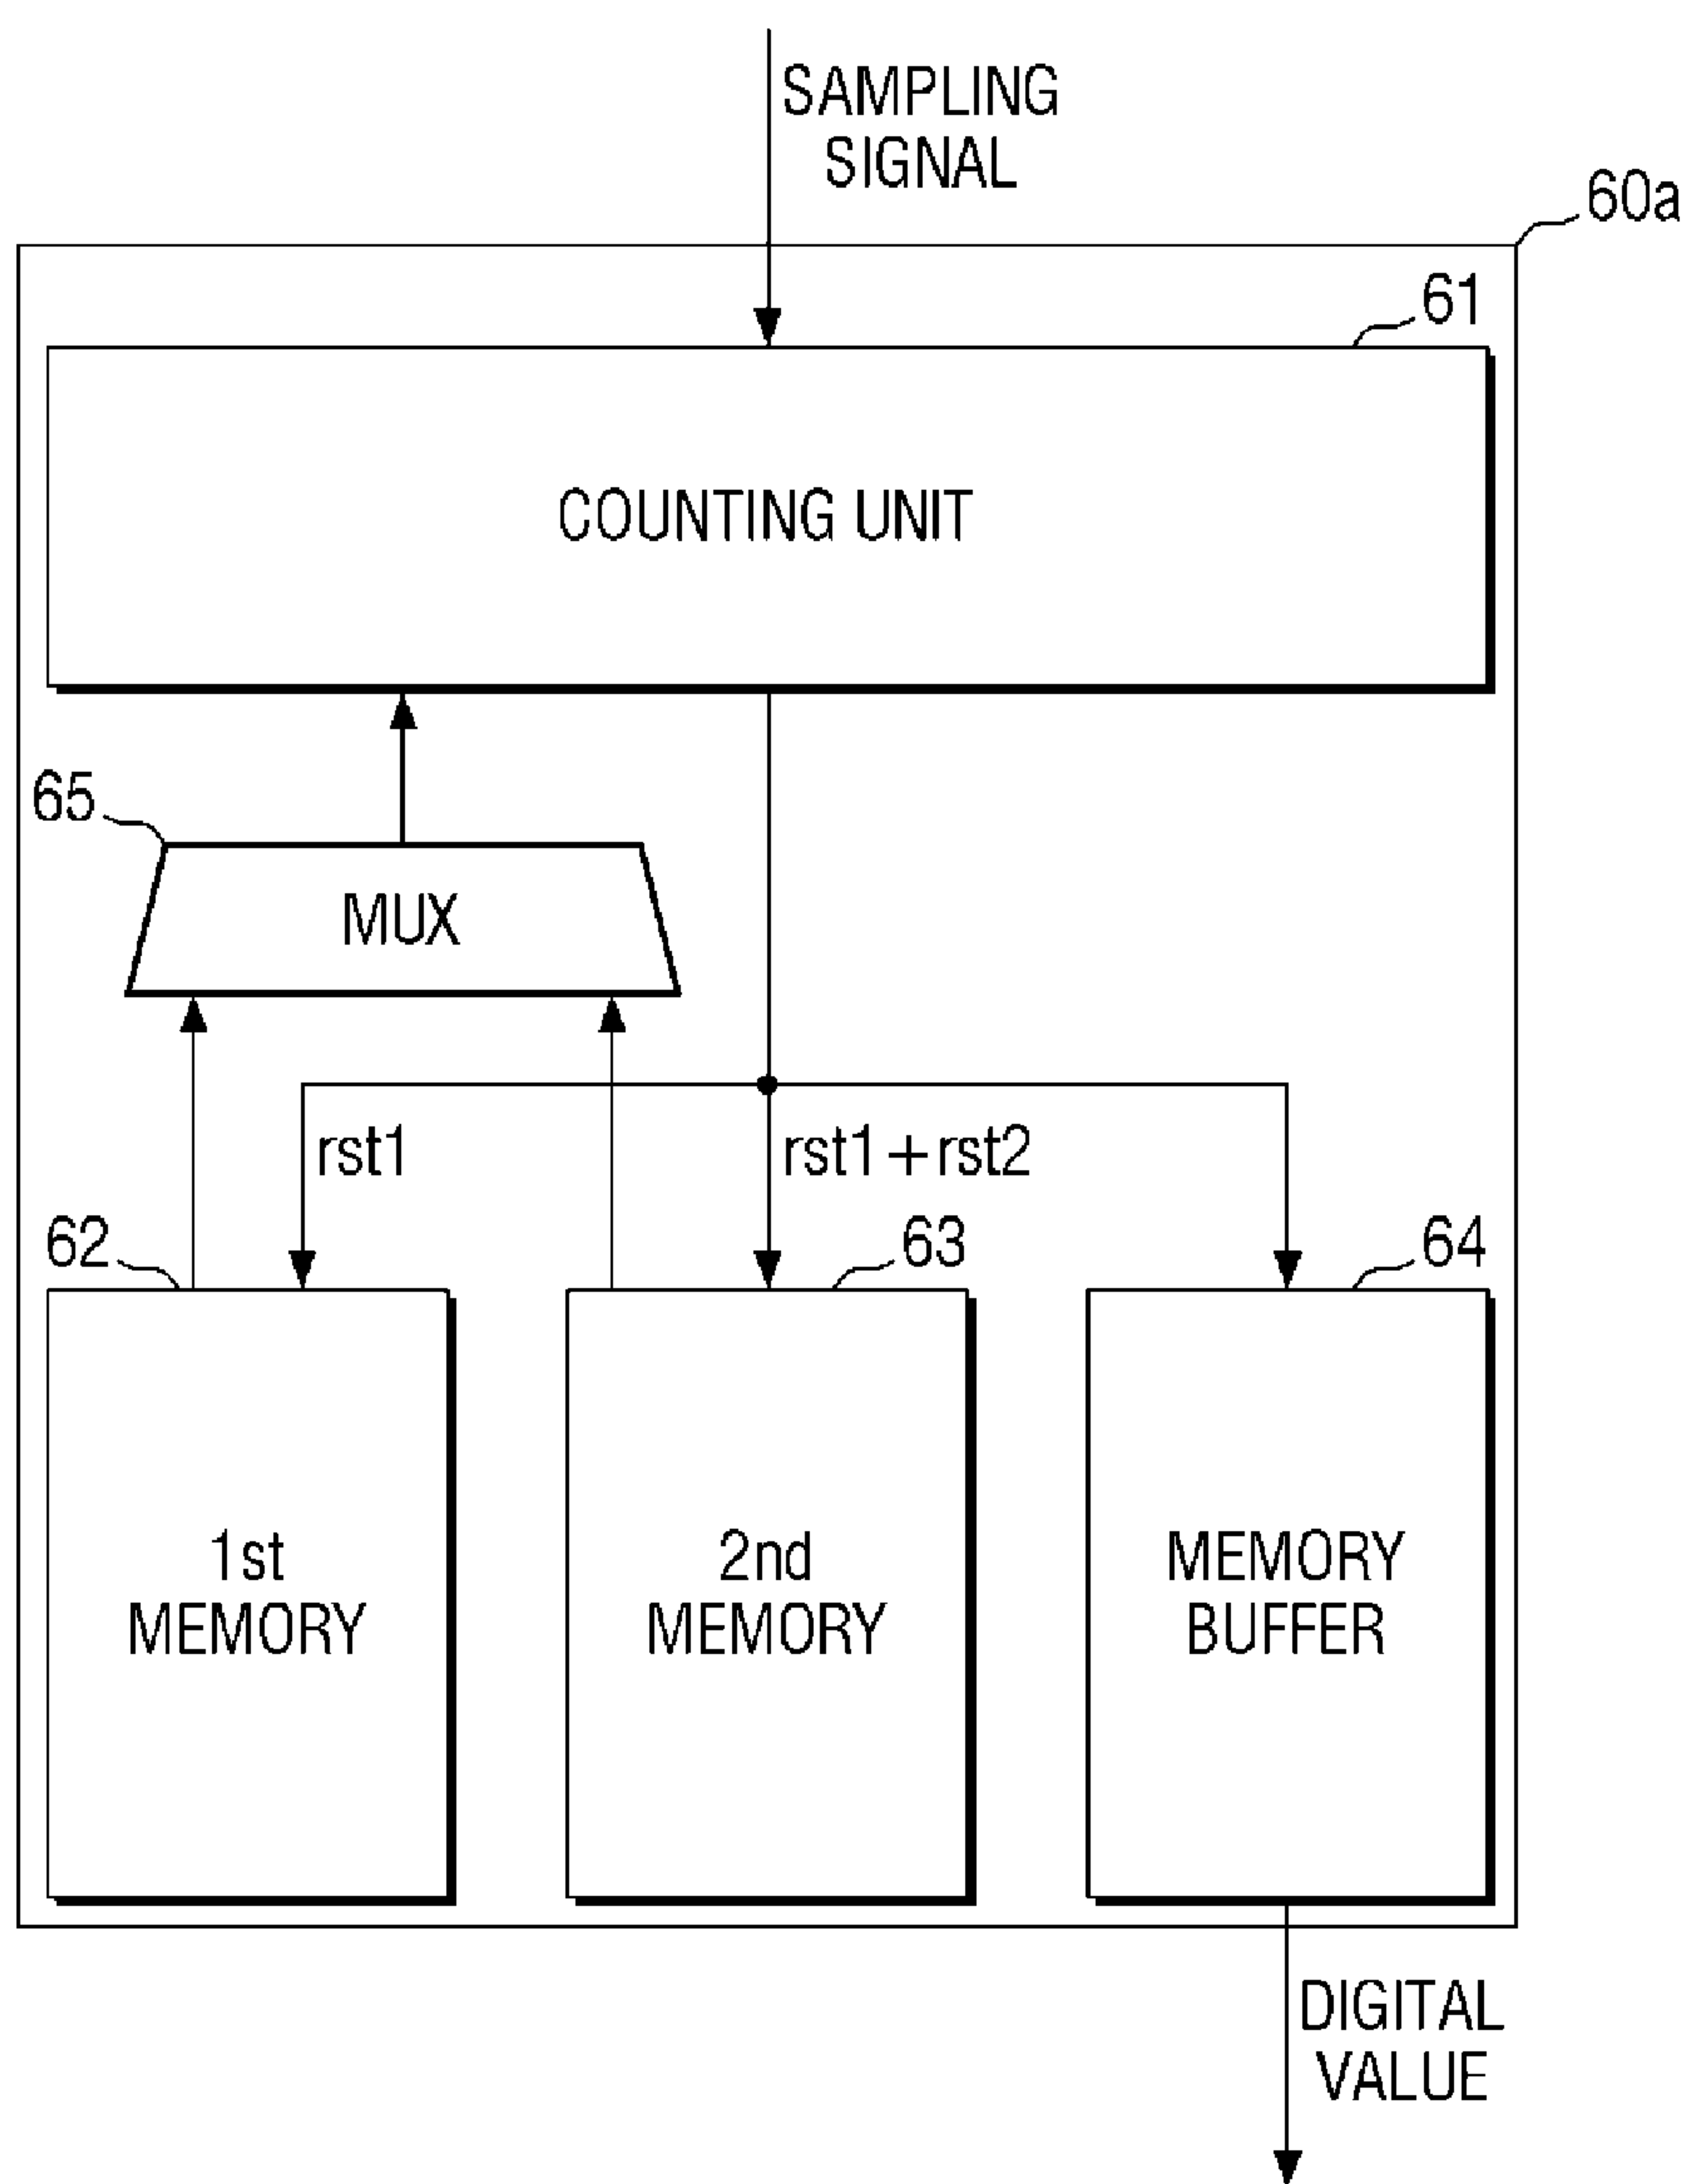 SAMPLING
SIGNAL
60a
61
COUNTING UNIT
65
MUX
rst1
rst1+rst2
62
63
64
1st
MEMORY
2nd
MEMORY
MEMORY
BUFFER
DIGITAL
VALUE